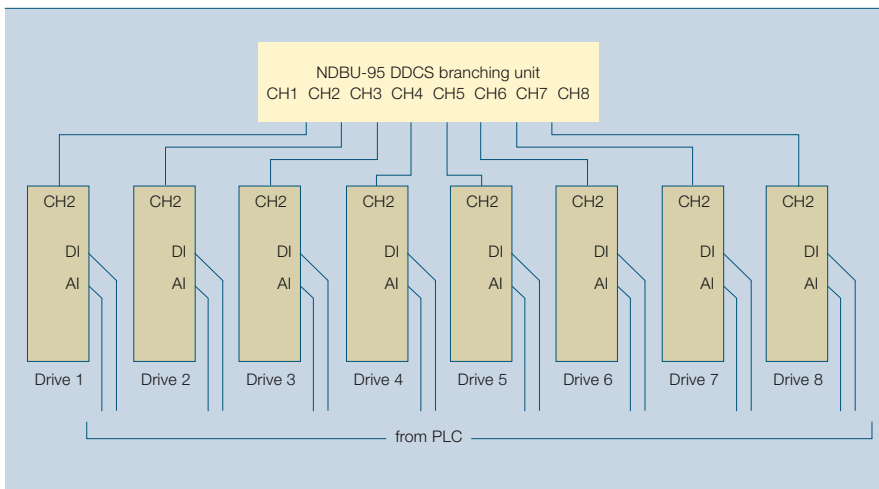 NDBU-95 DDCS branching unit
CH1 CH2 CH3 CH4 CH5 CH6 CH7 CH8
CH2 CH2 CH2 CH2 CH2 CH2 CH2 CH2
DI DI DI DI DI DI DI DI
AI AI AI AI AI AI AI AI
Drive 1 Drive 2 Drive 3 Drive 4 Drive 5 Drive 6 Drive 7 Drive 8
from PLC